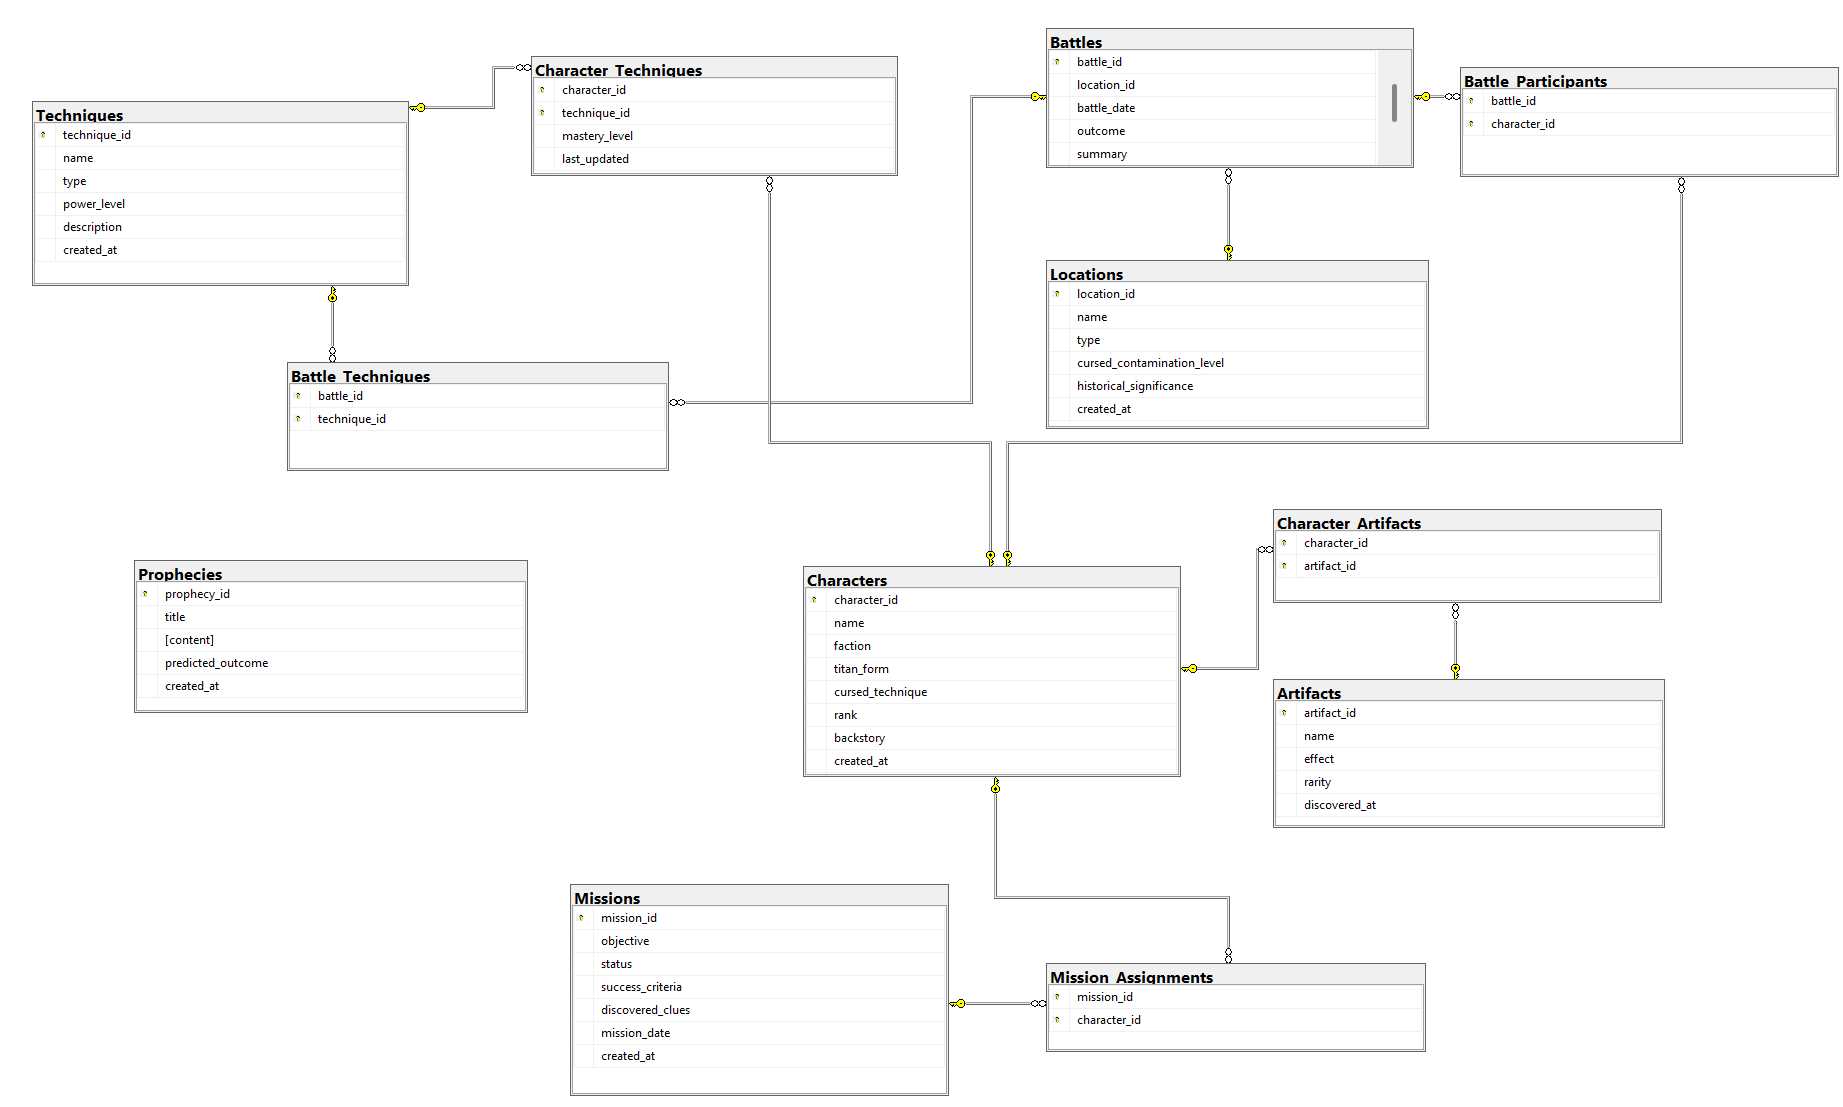 Techniques
technique_id
name
type
power_level
description
created_at
Character_Techniques
character_id
technique_id
mastery_level
last_updated
Battles
battle_id
location_id
battle_date
outcome
summary
Battle_Participants
battle_id
character_id
Locations
location_id
name
type
cursed_contamination_level
historical_significance
created_at
Battle_Techniques
battle_id
technique_id
Prophecies
prophecy_id
title
[content]
predicted_outcome
created_at
Characters
character_id
name
faction
titan_form
cursed_technique
rank
backstory
created_at
Character_Artifacts
character_id
artifact_id
Artifacts
artifact_id
name
effect
rarity
discovered_at
Missions
mission_id
objective
status
success_criteria
discovered_clues
mission_date
created_at
Mission_Assignments
mission_id
character_id